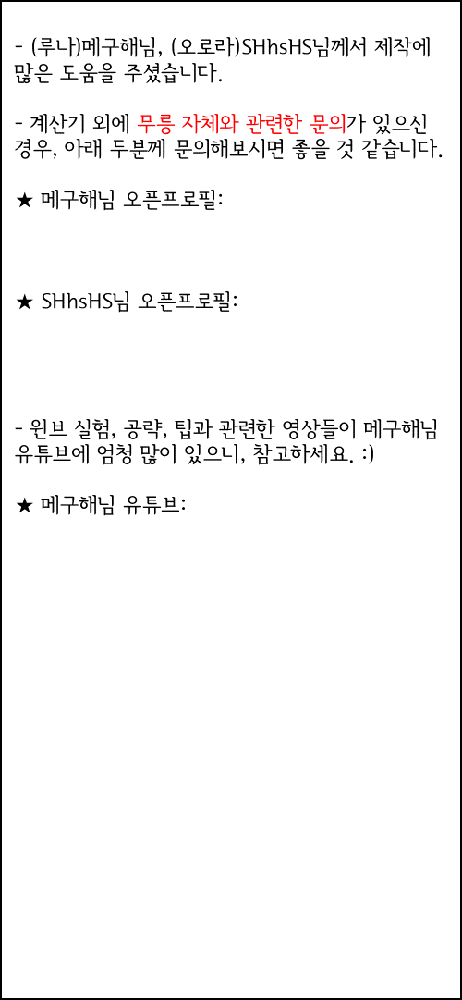 - (루나)메구해님, (오로라)SHhsHS님께서 제작에
많은 도움을 주셨습니다.
- 계산기 외에 무릉 자체와 관련한 문의가 있으신
경우, 아래 두분께 문의해보시면 좋을 것 같습니다.
★ 메구해님 오픈프로필:
★ SHhsHS님 오픈프로필:
- 윈브 실험, 공략, 팁과 관련한 영상들이 메구해님
유튜브에 엄청 많이 있으니, 참고하세요. :)
★ 메구해님 유튜브: